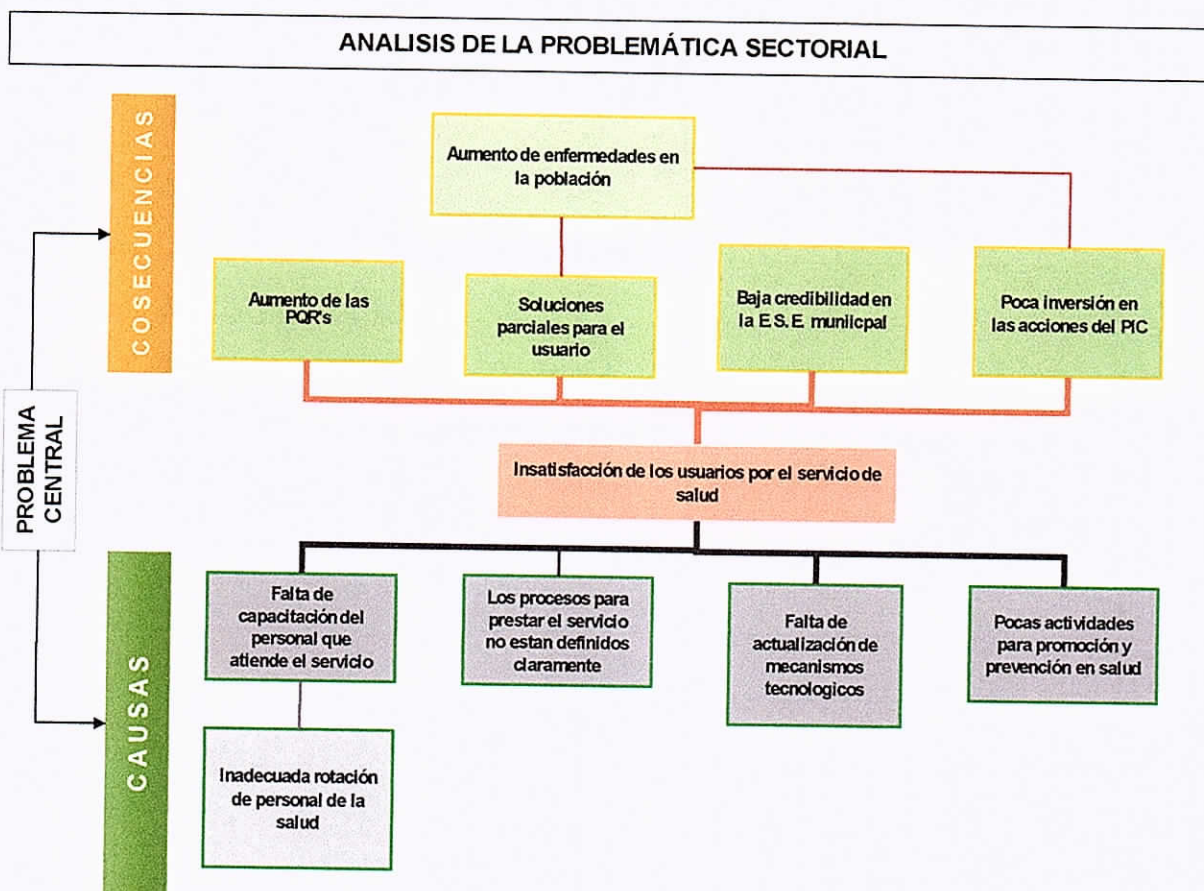 ANALISIS DE LA PROBLEMÁTICA SECTORIAL
COSECUENCIAS
Aumento de enfermedades en
la población
Aumento de las
PQR's
Soluciones
parciales para el
usuario
Baja credibilidad en
la E.S.E. muniicpal
Poca inversión en
las acciones del PIC
PROBLEMA
CENTRAL
Insatisfacción de los usuarios por el servicio de
salud
CAUSAS
Falta de
capacitación del
personal que
atiende el servicio
Los procesos para
prestar el servicio
no estan definidos
claramente
Falta de
actualización de
mecanismos
tecnologicos
Pocas actividades
para promoción y
prevención en salud
Inadecuada rotación
de personal de la
salud